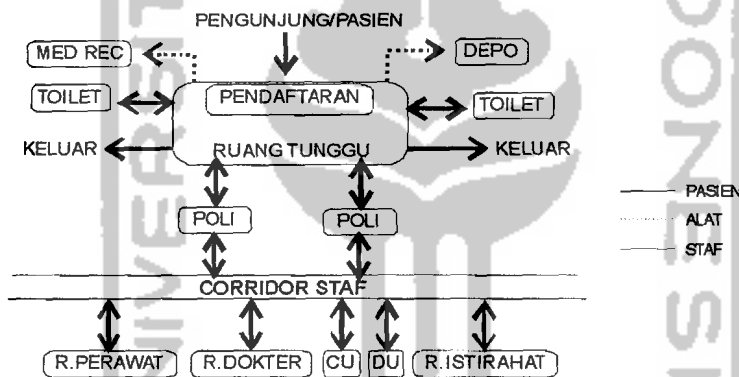 PENGUNJUNG/PASIEN
MED REC
DEPO
TOILET
PENDAFTARAN
TOILET
KELUAR
RUANG TUNGGU
KELUAR
POLI
POLI
PASIEN
ALAT
STAF
CORRIDOR STAF
R.PERAWAT
R.DOKTER
CU
DU
R.ISTIRAHAT